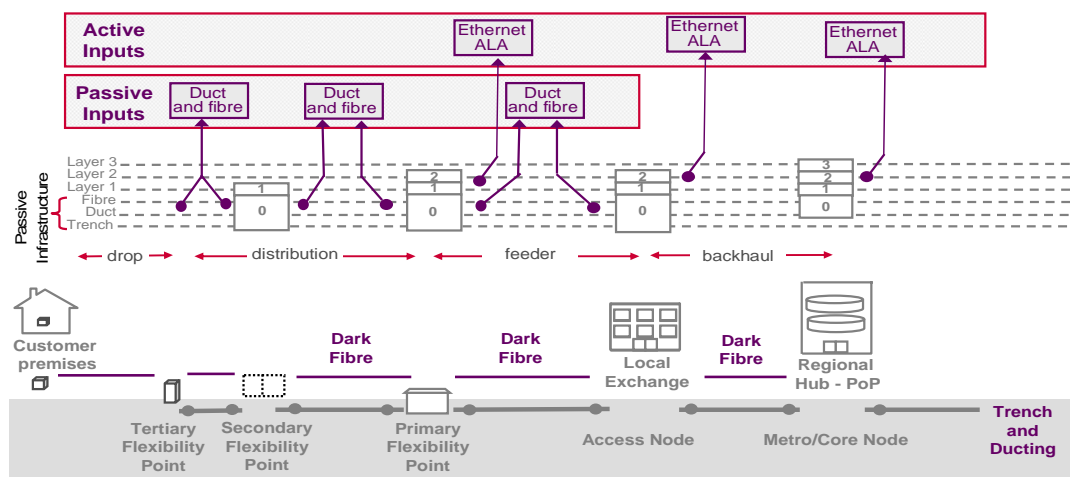 Active
Inputs
Ethernet
ALA
Ethernet
ALA
Ethernet
ALA
Passive
Inputs
Duct
and fibre
Duct
and fibre
Duct
and fibre
Passive
Infrastructure
Layer 3
Layer 2
Layer 1
Fibre
Duct
Trench
1
0
2
1
0
2
1
0
3
2
1
0
drop
distribution
feeder
backhaul
Customer
premises
Dark
Fibre
Dark
Fibre
Local
Exchange
Dark
Fibre
Regional
Hub - PoP
Tertiary
Flexibility
Point
Secondary
Flexibility
Point
Primary
Flexibility
Point
Access Node
Metro/Core Node
Trench
and
Ducting